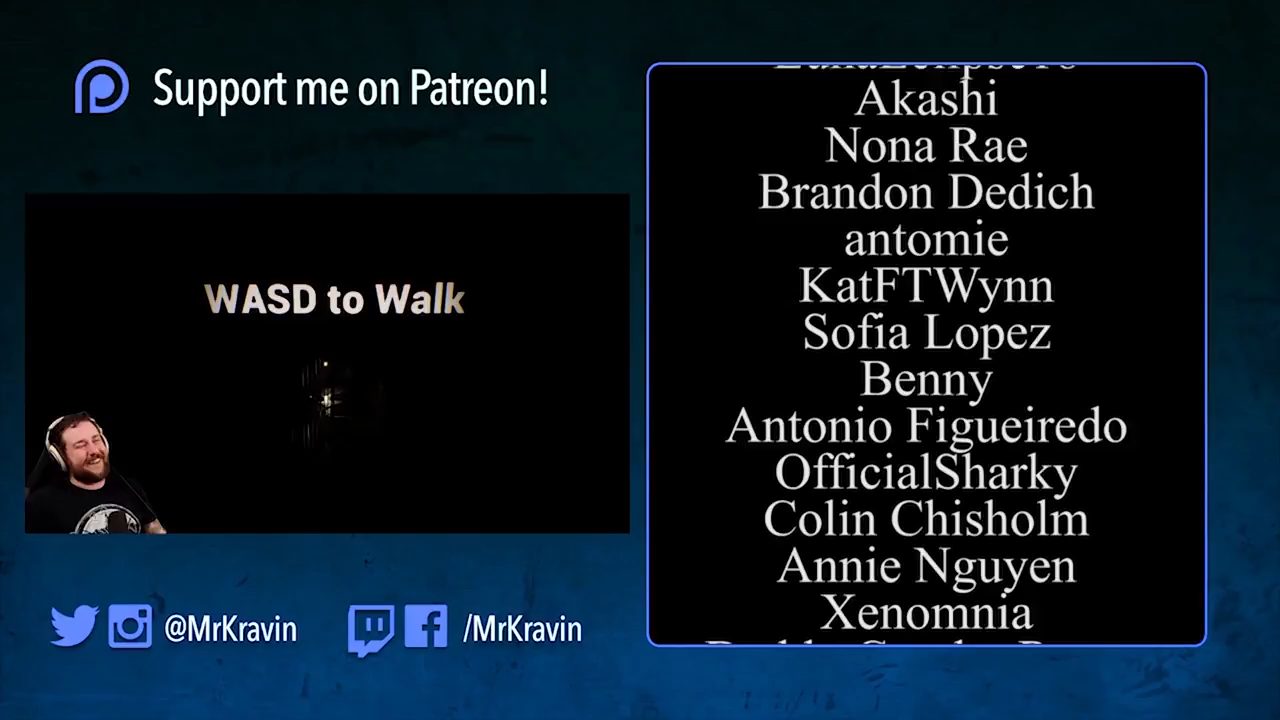 Support me on Patreon!
WASD to Walk
@MrKravin
/MrKravin
Akashi
Nona Rae
Brandon Dedich
antomie
KatFTWynn
Sofia Lopez
Benny
Antonio Figueiredo
OfficialSharky
Colin Chisholm
Annie Nguyen
Xenomnia